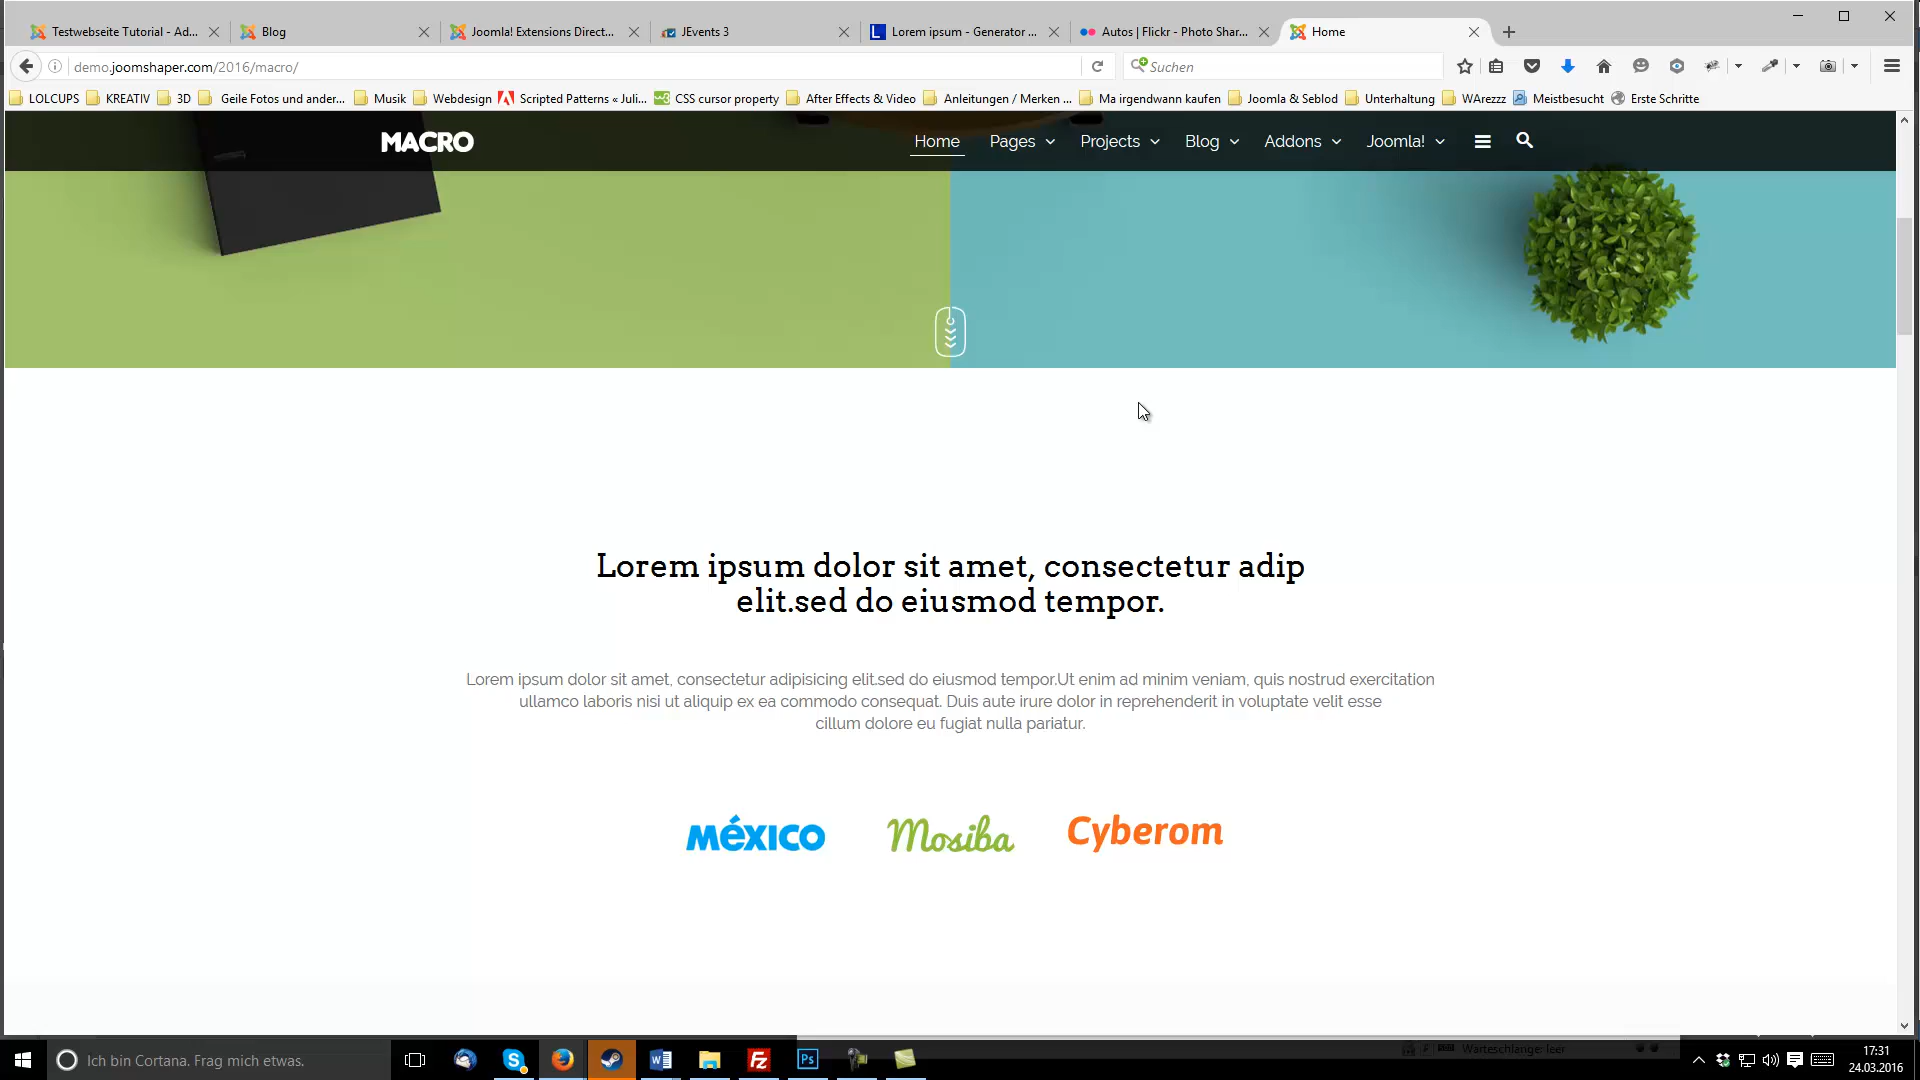 Testwebseite Tutorial - Ad...
Blog
Joomla! Extensions Direct...
JEvents 3
Lorem ipsum - Generator ...
Autos | Flickr - Photo Shar...
Home
demo.joomshaper.com/2016/macro/
Suchen
LOLCUPS
KREATIV
3D
Geile Fotos und ander...
Musik
Webdesign
Scripted Patterns « Juli...
CSS cursor property
After Effects & Video
Anleitungen / Merken ...
Ma irgendwann kaufen
Joomla & Seblod
Unterhaltung
WArezzz
Meistbesucht
Erste Schritte
MACRO
Home
Pages
Projects
Blog
Addons
Joomla!
Lorem ipsum dolor sit amet, consectetur adip
elit.sed do eiusmod tempor.
Lorem ipsum dolor sit amet, consectetur adipisicing elit.sed do eiusmod tempor.Ut enim ad minim veniam, quis nostrud exercitation
ullamco laboris nisi ut aliquip ex ea commodo consequat. Duis aute irure dolor in reprehenderit in voluptate velit esse
cillum dolore eu fugiat nulla pariatur.
MéXICO
Mosiba
Cyberom
Ich bin Cortana. Frag mich etwas.
Warteschlange: leer
17:31
24.03.2016